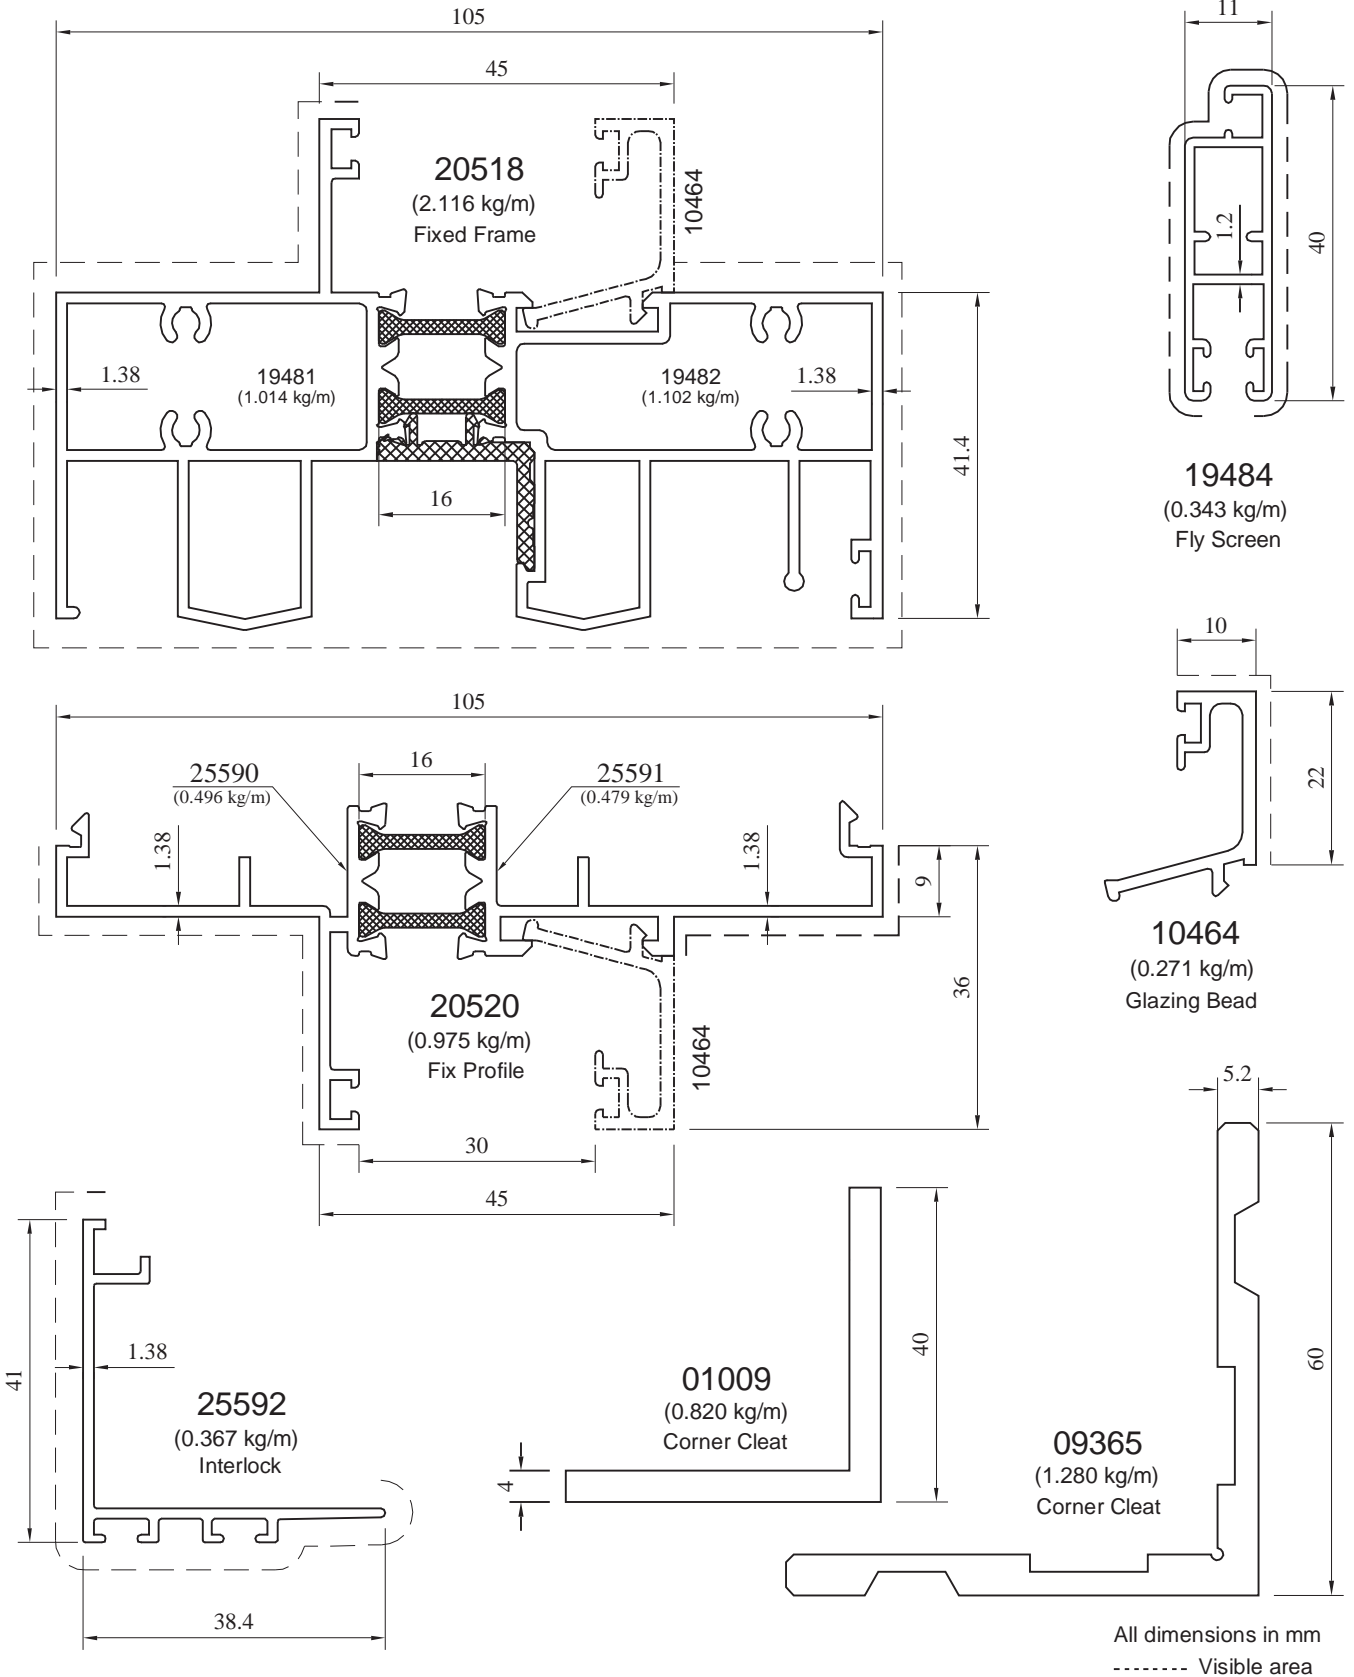 105
45
20518
(2.116 kg/m)
Fixed Frame
10464
1.38
19481
(1.014 kg/m)
19482
(1.102 kg/m)
1.38
16
41.4
11
1.2
40
19484
(0.343 kg/m)
Fly Screen
105
25590
(0.496 kg/m)
16
25591
(0.479 kg/m)
1.38
1.38
9
36
20520
(0.975 kg/m)
Fix Profile
10464
30
45
10
22
10464
(0.271 kg/m)
Glazing Bead
41
1.38
25592
(0.367 kg/m)
Interlock
38.4
01009
(0.820 kg/m)
Corner Cleat
40
4
5.2
60
09365
(1.280 kg/m)
Corner Cleat
All dimensions in mm
Visible area